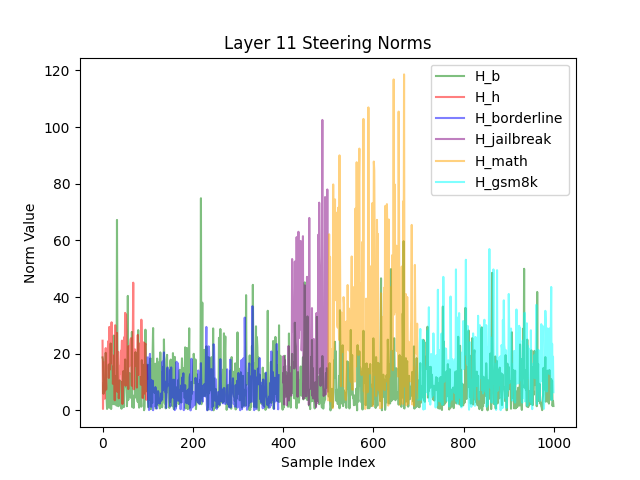 Layer 11 Steering Norms
120
100
80
60
40
20
0
Norm Value
0
200
400
600
800
1000
Sample Index
H_b
H_h
H_borderline
H_jailbreak
H_math
H_gsm8k